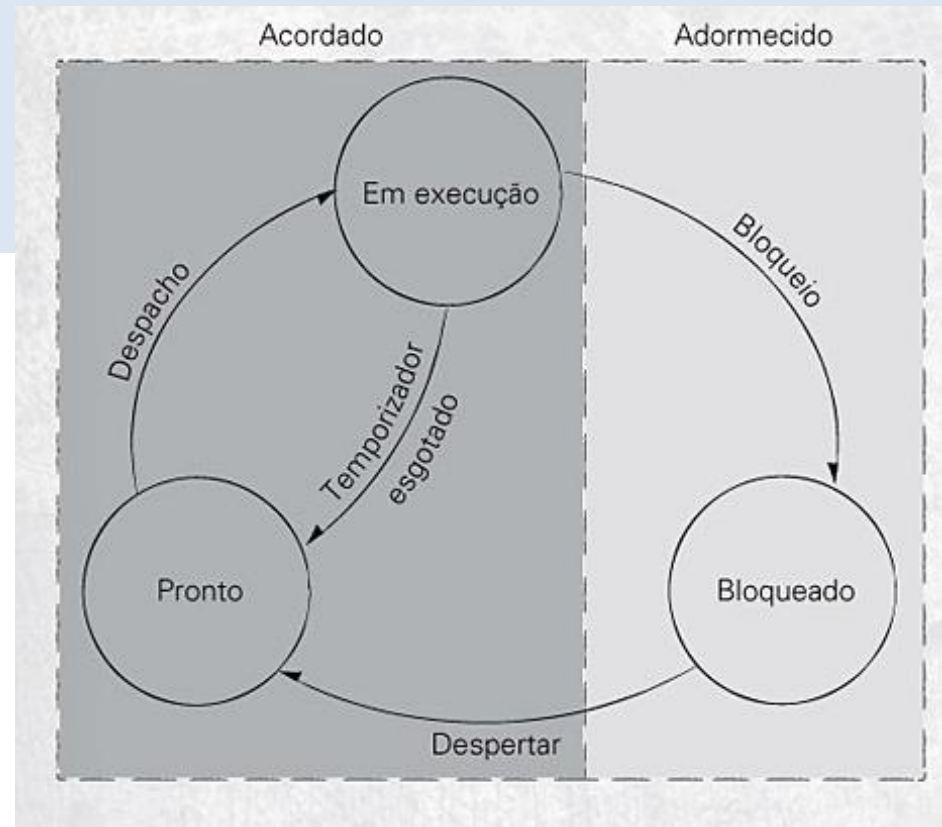 Acordado
Adormecido
Em execução
Bloqueio
Despacho
Temporizador
esgotado
Pronto
Bloqueado
Despertar